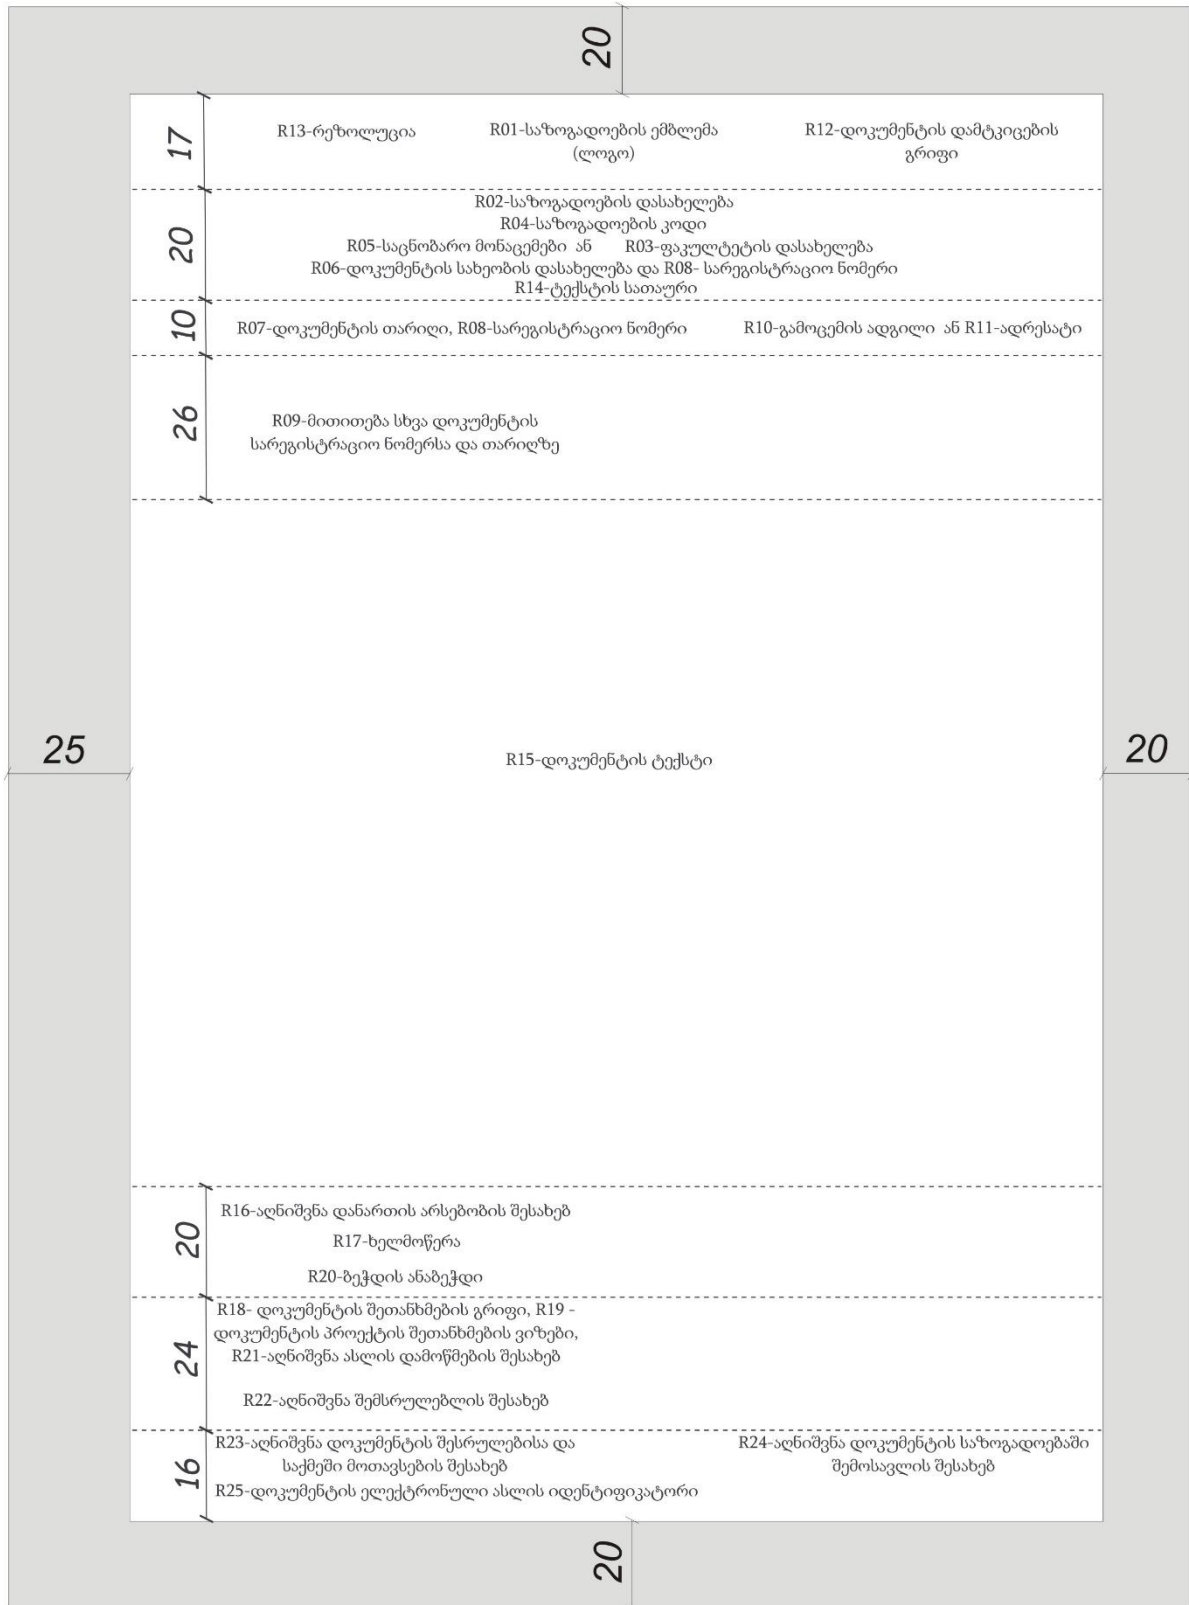 20
17
R13-რეზოლუცია
R01-საზოგადოების ემბლემა
(ლოგო)
R12-დოკუმენტის დამტკიცების
გრიფი
20
R02-საზოგადოების დასახელება
R04-საზოგადოების კოდი
R05-საცნობარო მონაცემები ან R03-ფაკულტეტის დასახელება
R06-დოკუმენტის სახეობის დასახელება და R08- სარეგისტრაციო ნომერი
R14-ტექსტის სათაური
10
R07-დოკუმენტის თარიღი, R08-სარეგისტრაციო ნომერი
R10-გამოცემის ადგილი ან R11-ადრესატი
26
R09-მითითება სხვა დოკუმენტის
სარეგისტრაციო ნომერსა და თარიღზე
25
R15-დოკუმენტის ტექსტი
20
20
R16-აღნიშვნა დანართის არსებობის შესახებ
R17-ხელმოწერა
R20-ბეჭდის ანაბეჭდი
24
R18- დოკუმენტის შეთანხმების გრიფი, R19 -
დოკუმენტის პროექტის შეთანხმების ვიზები,
R21-აღნიშვნა ასლის დამოწმების შესახებ
R22-აღნიშვნა შემსრულებლის შესახებ
16
R23-აღნიშვნა დოკუმენტის შესრულებისა და
საქმეში მოთავსების შესახებ
R24-აღნიშვნა დოკუმენტის საზოგადოებაში
შემოსავლის შესახებ
R25-დოკუმენტის ელექტრონული ასლის იდენტიფიკატორი
20